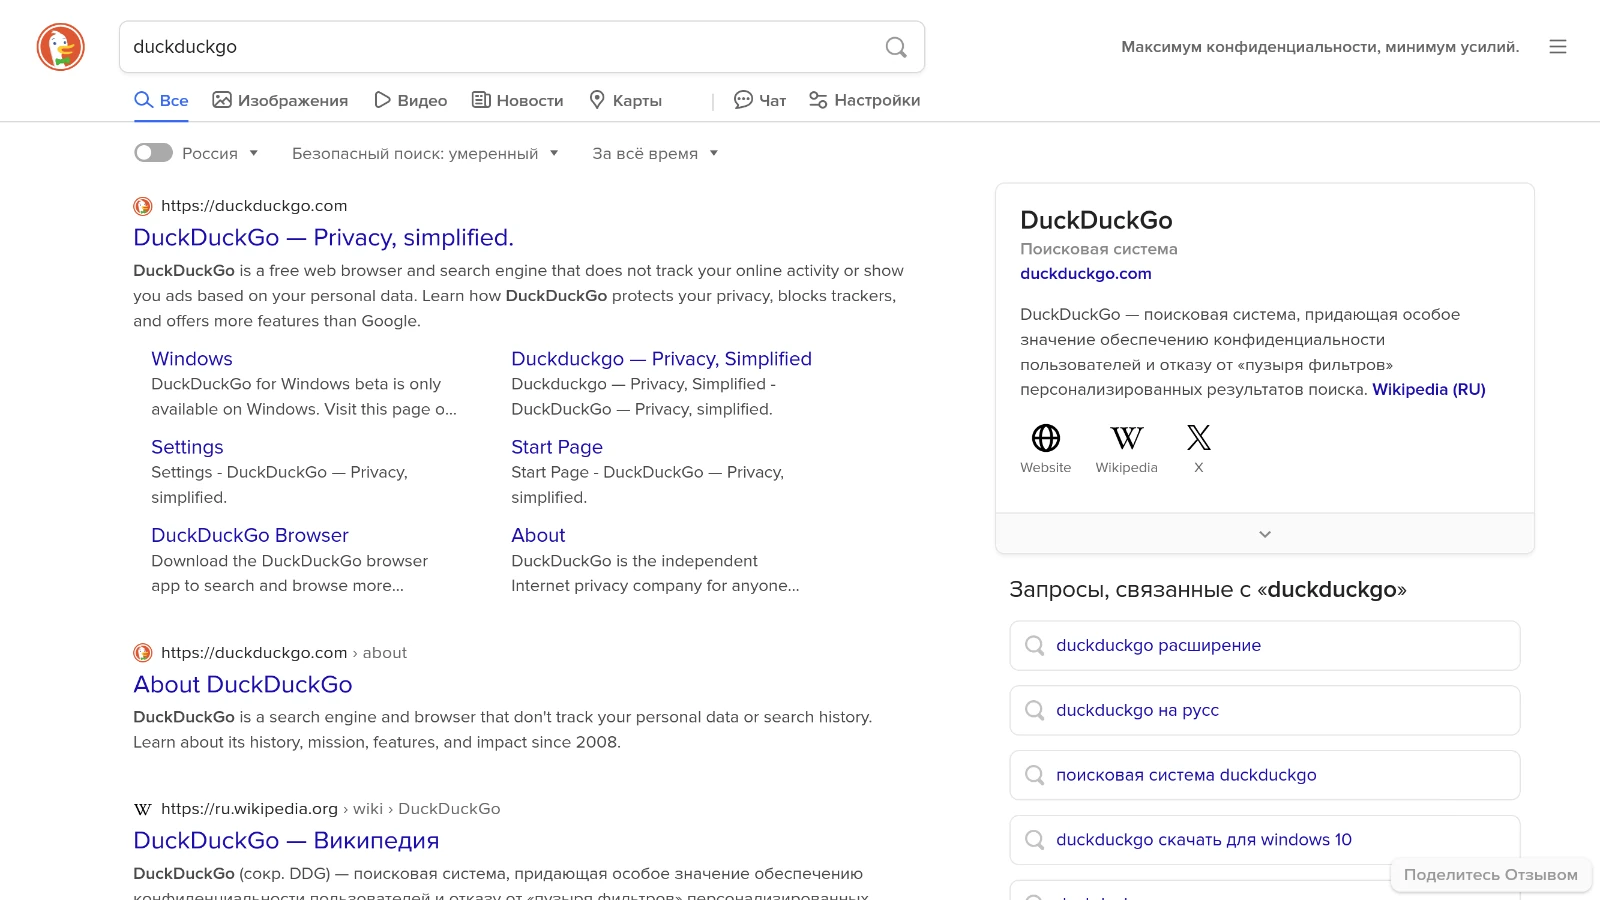 duckduckgo
Максимум конфиденциальности, минимум усилий.
Все Изображения Видео Новости Карты Чат Настройки
Россия Безопасный поиск: умеренный За всё время
https://duckduckgo.com
DuckDuckGo — Privacy, simplified.
DuckDuckGo is a free web browser and search engine that does not track your online activity or show
you ads based on your personal data. Learn how DuckDuckGo protects your privacy, blocks trackers,
and offers more features than Google.
Windows
DuckDuckGo for Windows beta is only
available on Windows. Visit this page o...
Duckduckgo — Privacy, Simplified
Duckduckgo — Privacy, Simplified -
DuckDuckGo — Privacy, simplified.
Settings
Settings - DuckDuckGo — Privacy,
simplified.
Start Page
Start Page - DuckDuckGo — Privacy,
simplified.
DuckDuckGo Browser
Download the DuckDuckGo browser
app to search and browse more...
About
DuckDuckGo is the independent
Internet privacy company for anyone...
https://duckduckgo.com › about
About DuckDuckGo
DuckDuckGo is a search engine and browser that don't track your personal data or search history.
Learn about its history, mission, features, and impact since 2008.
https://ru.wikipedia.org › wiki › DuckDuckGo
DuckDuckGo — Википедия
DuckDuckGo (сокр. DDG) — поисковая система, придающая особое значение обеспечению
конфиденциальности пользователей и отказу от «пузыря фильтров» персонализированных
DuckDuckGo
Поисковая система
duckduckgo.com
DuckDuckGo — поисковая система, придающая особое
значение обеспечению конфиденциальности
пользователей и отказу от «пузыря фильтров»
персонализированных результатов поиска. Wikipedia (RU)
Website Wikipedia X
Запросы, связанные с «duckduckgo»
duckduckgo расширение
duckduckgo на русс
поисковая система duckduckgo
duckduckgo скачать для windows 10
Поделитесь Отзывом